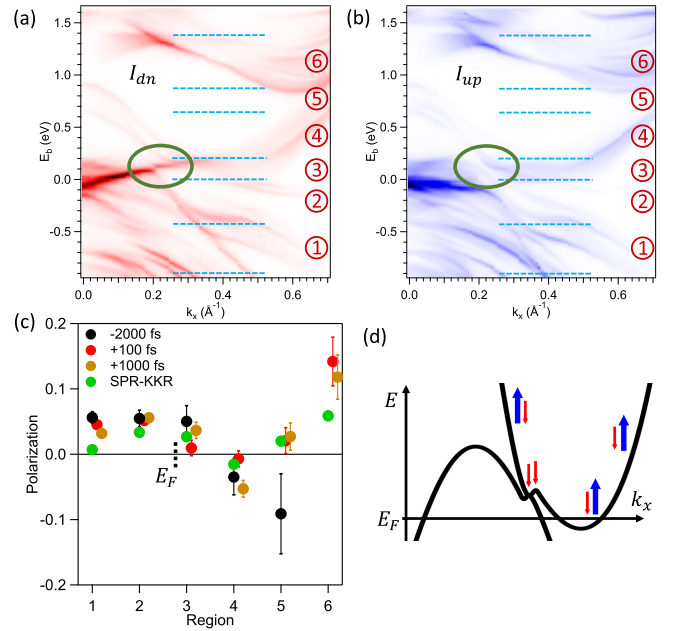 (a)
(b)
1.5
1.0
0.5
0.0
-0.5
E_b (eV)
I_dn
⑥
⑤
④
③
②
①
0.0
0.2
0.4
0.6
k_x (Å⁻¹)
1.5
1.0
0.5
0.0
-0.5
E_b (eV)
I_up
⑥
⑤
④
③
②
①
0.0
0.2
0.4
0.6
k_x (Å⁻¹)
(c)
0.2
0.1
0.0
-0.1
-0.2
Polarization
-2000 fs
+100 fs
+1000 fs
SPR-KKR
E_F
1
2
3
4
5
6
Region
(d)
E
E_F
k_x